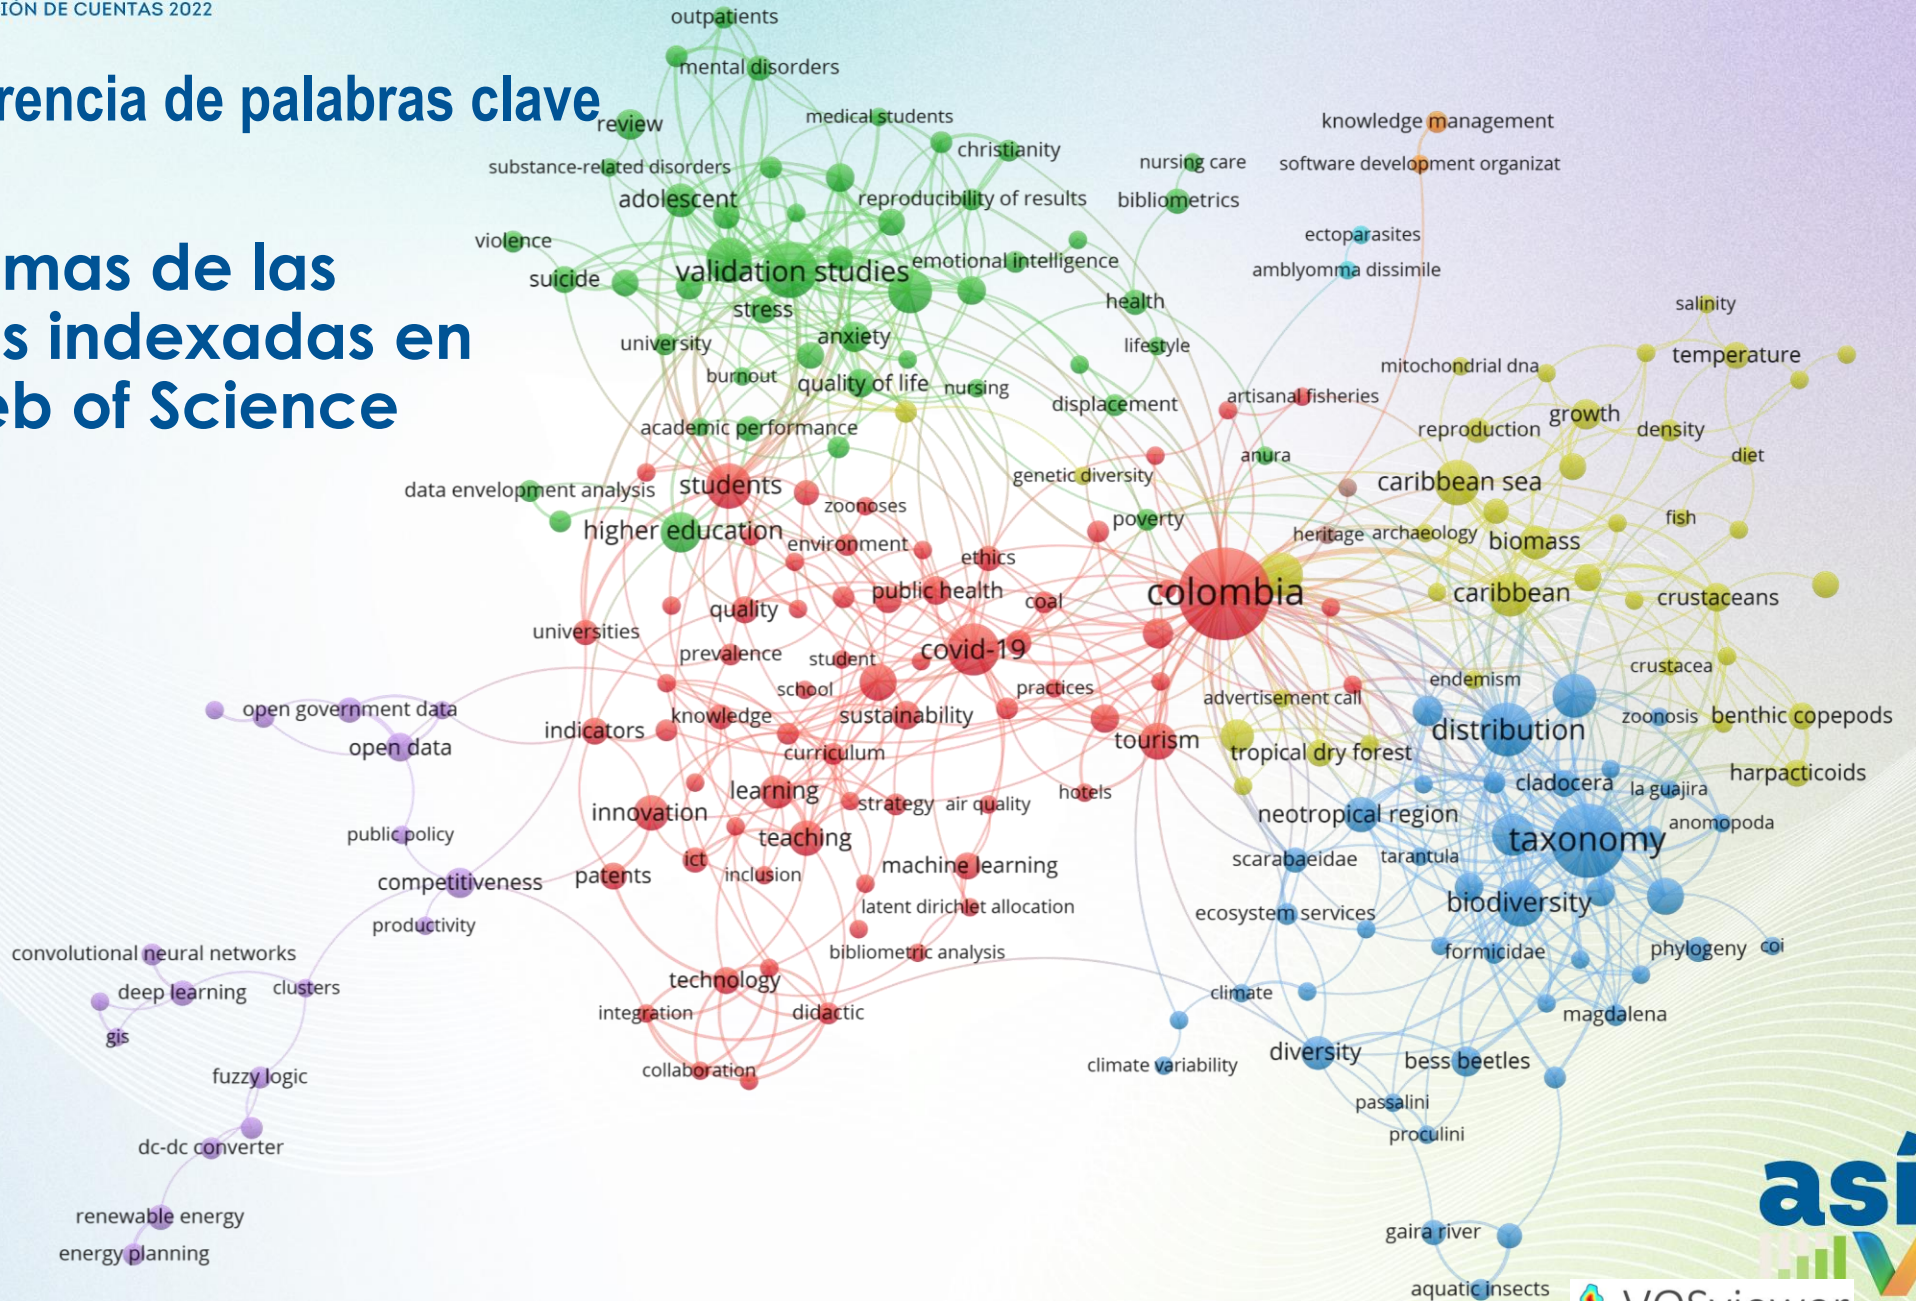 IÓN DE CUENTAS 2022
rencia de palabras clave
mas de las
s indexadas en
eb of Science
outpatients
mental disorders
review
medical students
christianity
substance-related disorders
adolescent
reproducibility of results
nursing care
bibliometrics
knowledge management
software development organizat
violence
suicide
validation studies
emotional intelligence
ectoparasites
amblyomma dissimile
stress
health
salinity
university
anxiety
lifestyle
temperature
mitochondrial dna
burnout
quality of life
nursing
displacement
artisanal fisheries
growth
reproduction
density
academic performance
anura
diet
data envelopment analysis
students
genetic diversity
caribbean sea
zoonoses
poverty
fish
higher education
environment
ethics
heritage
archaeology
biomass
public health
coal
colombia
caribbean
crustaceans
quality
universities
covid-19
prevalence
student
crustacea
endemism
school
practices
advertisement call
open government data
indicators
knowledge
sustainability
distribution
zoonosis
benthic copepods
open data
curriculum
tourism
tropical dry forest
harpacticoids
cladocera
la guajira
learning
strategy
air quality
hotels
innovation
neotropical region
anomopoda
public policy
teaching
taxonomy
ict
inclusion
machine learning
scarabaeidae
tarantula
competitiveness
patents
biodiversity
latent dirichlet allocation
ecosystem services
productivity
convolutional neural networks
bibliometric analysis
formicidae
phylogeny
coi
deep learning
clusters
technology
climate
gis
integration
didactic
magdalena
fuzzy logic
collaboration
climate variability
diversity
bess beetles
passalini
proculini
dc-dc converter
renewable energy
energy planning
gaira river
aquatic insects
así
VOSviewer